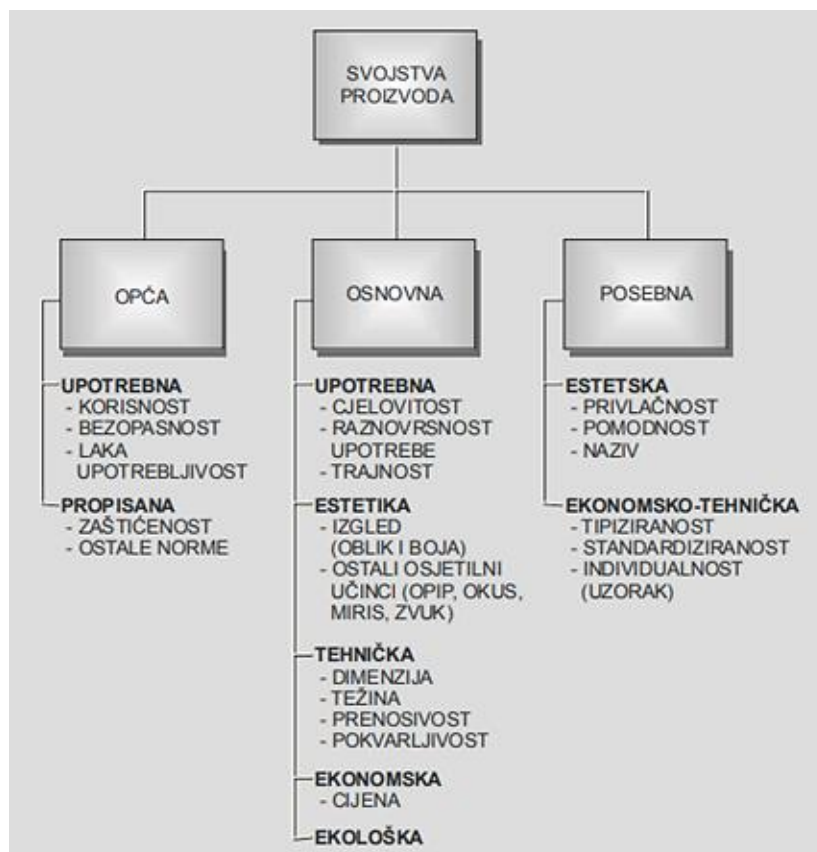 SVOJSTVA
PROIZVODA
OPĆA
UPOTREBNA
- KORISNOST
- BEZOPASNOST
- LAKA
UPOTREBLJIVOST
PROPISANA
- ZAŠTIĆENOST
- OSTALE NORME
OSNOVNA
UPOTREBNA
- CJELOVITOST
- RAZNOVRSNOST
UPOTREBE
- TRAJNOST
ESTETIKA
- IZGLED
(OBLIK I BOJA)
- OSTALI OSJETILNI
UČINCI (OPIP, OKUS,
MIRIS, ZVUK)
TEHNIČKA
- DIMENZIJA
- TEŽINA
- PRENOSIVOST
- POKVARLJIVOST
EKONOMSKA
- CIJENA
EKOLOŠKA
POSEBNA
ESTETSKA
- PRIVLAČNOST
- POMODNOST
- NAZIV
EKONOMSKO-TEHNIČKA
- TIPIZIRANOST
- STANDARDIZIRANOST
- INDIVIDUALNOST
(UZORAK)